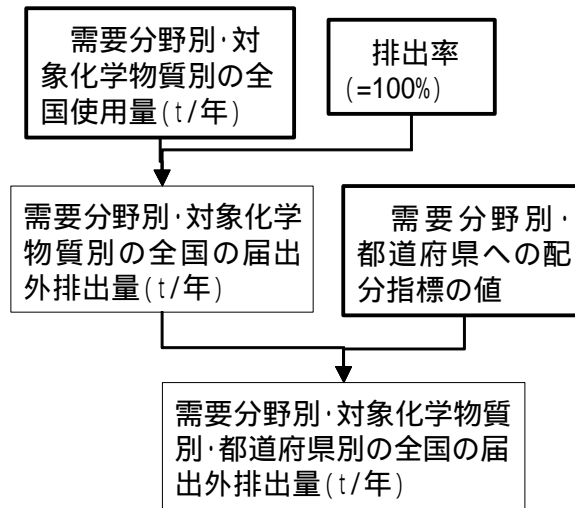 需要分野別・対
象化学物質別の全
国使用量(t/年)
排出率
(=100%)
需要分野別・対象化学
物質別の全国の届出
外排出量(t/年)
需要分野別・
都道府県への配
分指標の値
需要分野別・対象化学物質
別・都道府県別の全国の届
出外排出量(t/年)